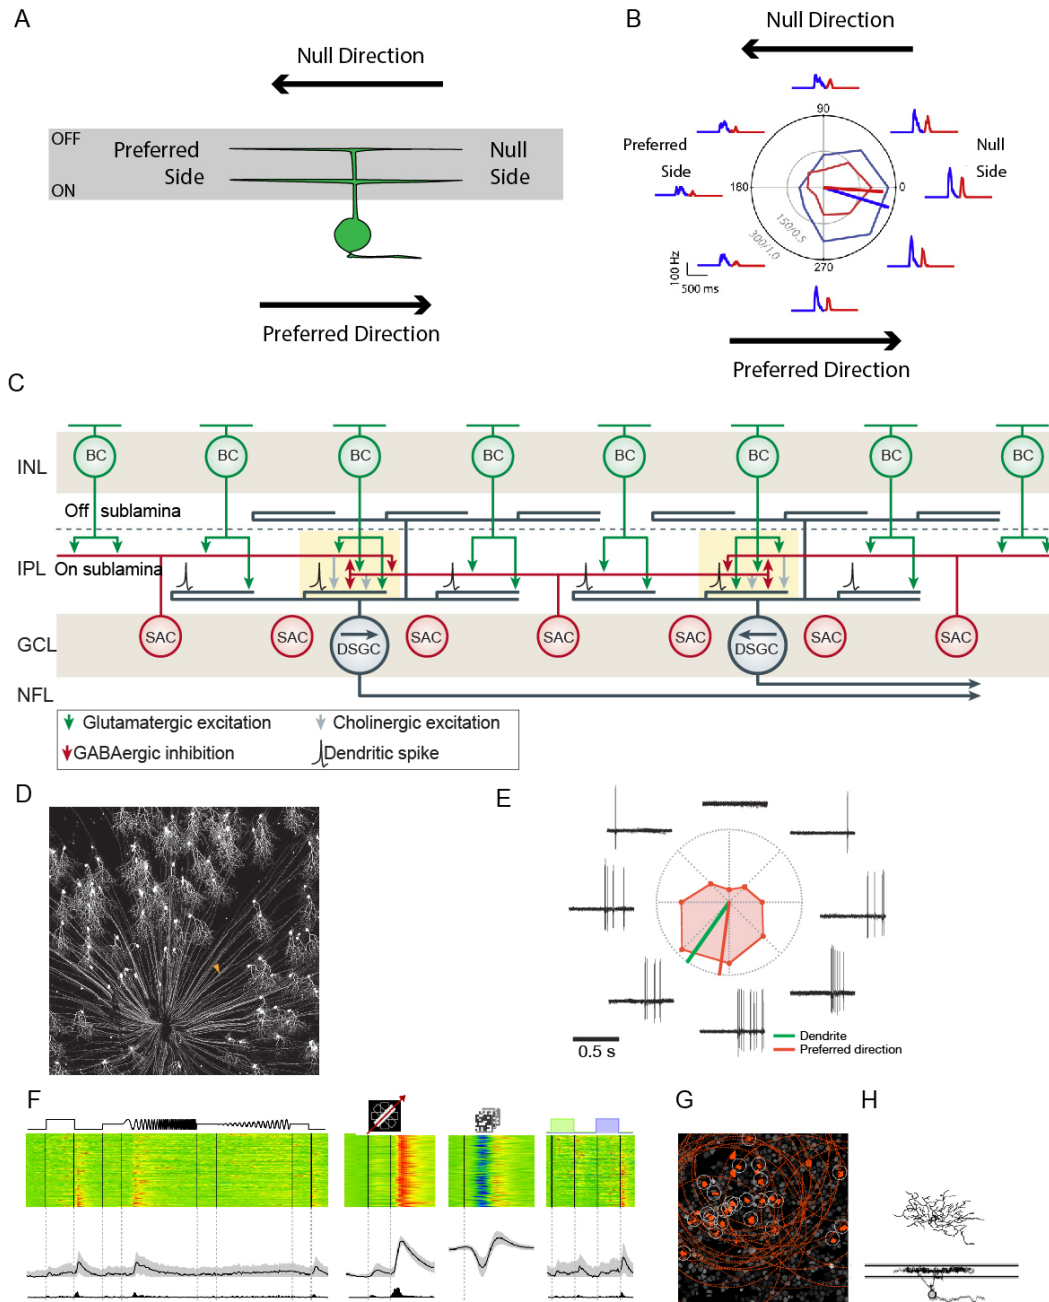 A
Null Direction
OFF
Preferred Side
Null Side
ON
Preferred Direction
B
Null Direction
90
Preferred Side
Null Side
180
0
150/0.5
300/1.0
270
100 Hz
500 ms
Preferred Direction
C
INL
BC BC BC BC BC BC BC BC
Off sublamina
IPL
On sublamina
GCL
SAC SAC DSGC SAC SAC SAC DSGC SAC SAC
NFL
Glutamatergic excitation
Cholinergic excitation
GABAergic inhibition
Dendritic spike
D
E
0.5 s
Dendrite
Preferred direction
F
G
H